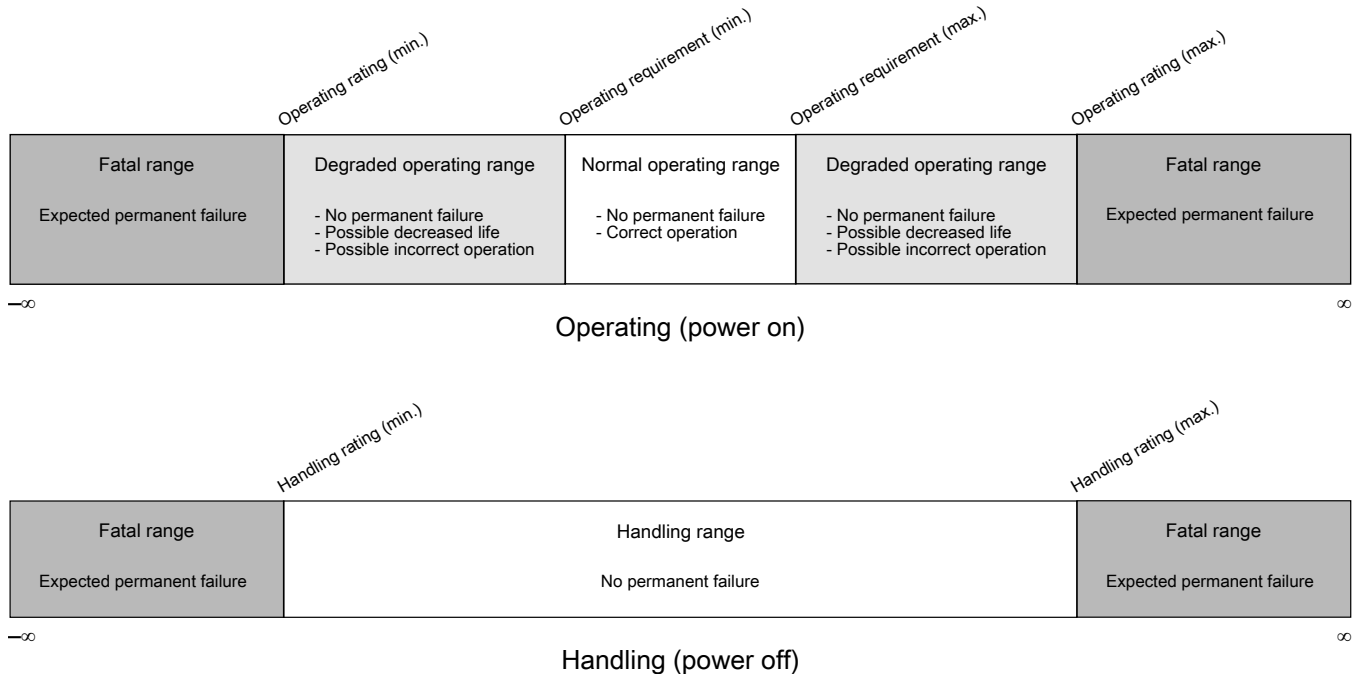 Operating rating (min.)
Operating requirement (min.)
Operating requirement (max.)
Operating rating (max.)
Fatal range
Expected permanent failure
Degraded operating range
- No permanent failure
- Possible decreased life
- Possible incorrect operation
Normal operating range
- No permanent failure
- Correct operation
Degraded operating range
- No permanent failure
- Possible decreased life
- Possible incorrect operation
Fatal range
Expected permanent failure
–∞
∞
Operating (power on)
Handling rating (min.)
Handling rating (max.)
Fatal range
Expected permanent failure
Handling range
No permanent failure
Fatal range
Expected permanent failure
–∞
∞
Handling (power off)